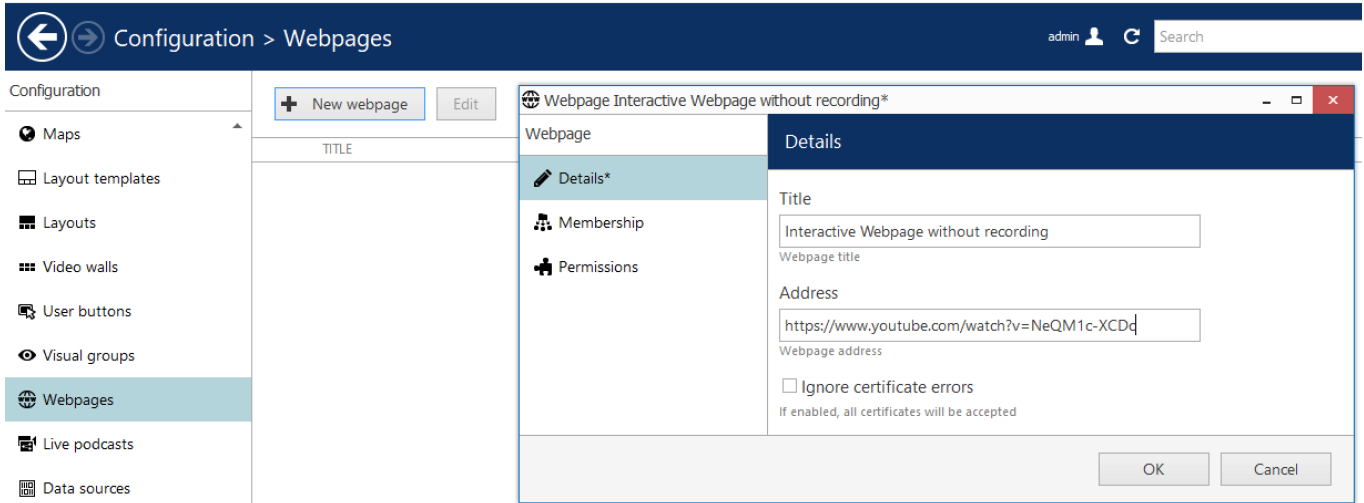 Configuration > Webpages
admin
Search
Configuration
Maps
Layout templates
Layouts
Video walls
User buttons
Visual groups
Webpages
Live podcasts
Data sources
New webpage
Edit
TITLE
Webpage Interactive Webpage without recording*
Webpage
Details*
Membership
Permissions
Details
Title
Interactive Webpage without recording
Webpage title
Address
https://www.youtube.com/watch?v=NeQM1c-XCDc
Webpage address
Ignore certificate errors
If enabled, all certificates will be accepted
OK
Cancel